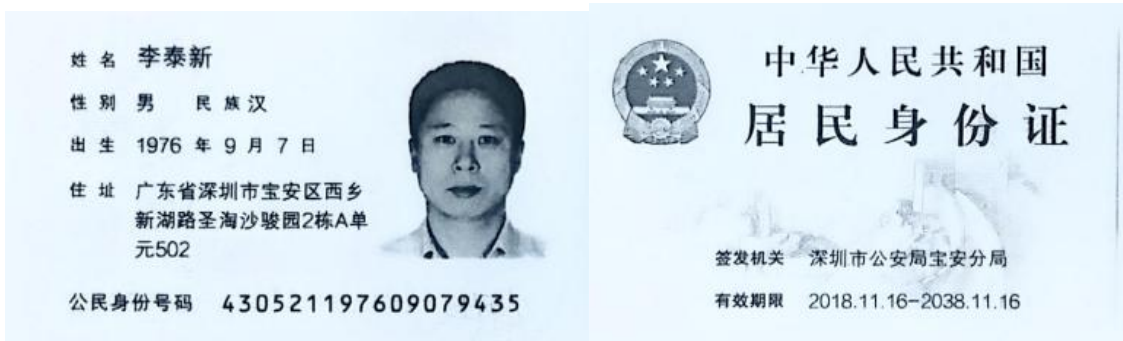 姓名 李泰新
性别 男 民族 汉
出生 1976 年 9 月 7 日
住址 广东省深圳市宝安区西乡
新湖路圣淘沙骏园2栋A单
元502
公民身份号码 430521197609079435
中华人民共和国
居民身份证
签发机关 深圳市公安局宝安分局
有效期限 2018.11.16-2038.11.16